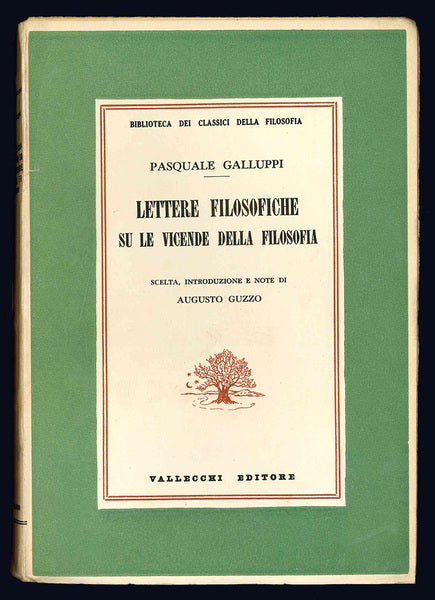 BIBLIOTECA DEI CLASSICI DELLA FILOSOFIA
PASQUALE GALLUPPI
LETTERE FILOSOFICHE
SU LE VICENDE DELLA FILOSOFIA
SCELTA, INTRODUZIONE E NOTE DI
AUGUSTO GUZZO
VALLECCHI EDITORE